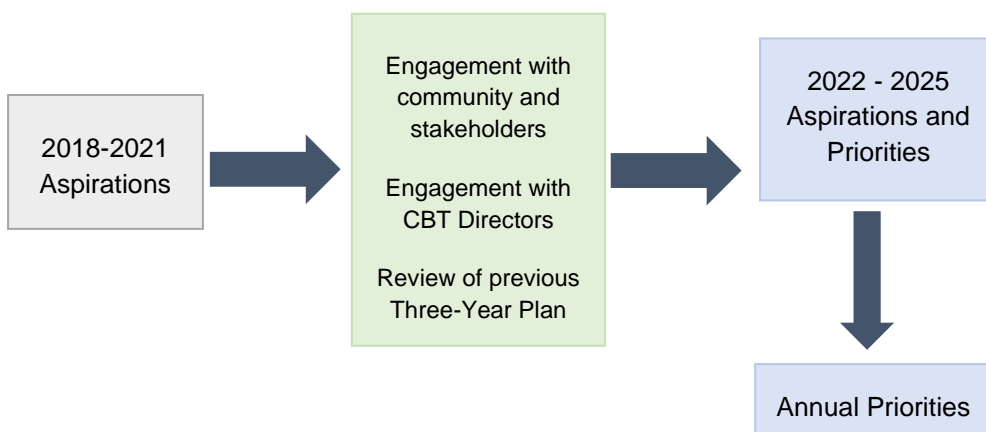 2018-2021
Aspirations
Engagement with
community and
stakeholders
Engagement with
CBT Directors
Review of previous
Three-Year Plan
2022 - 2025
Aspirations and
Priorities
Annual Priorities